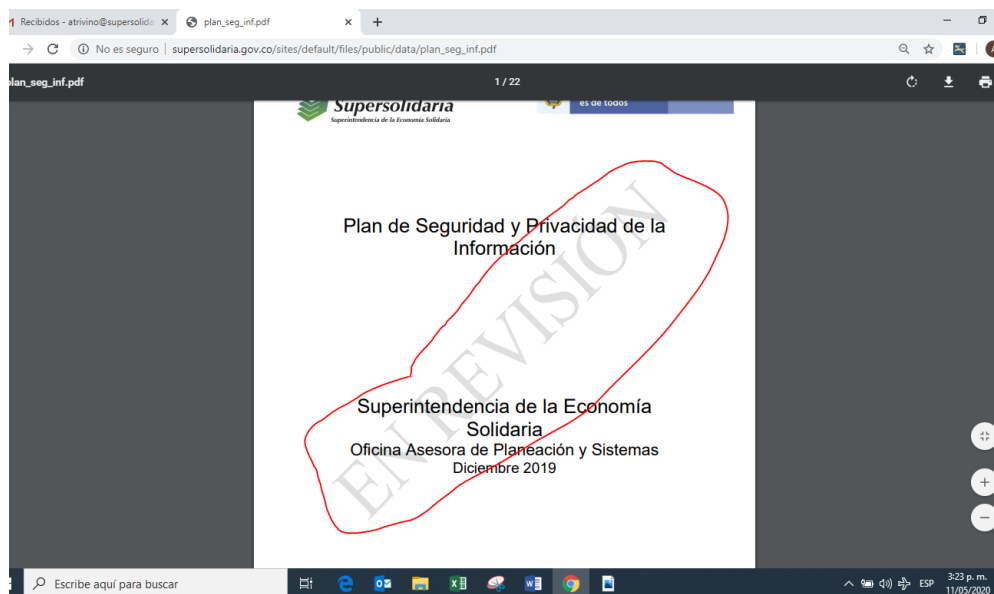 Recibidos - atrivino@supersolida
plan_seg_inf.pdf
No es seguro | supersolidaria.gov.co/sites/default/files/public/data/plan_seg_inf.pdf
plan_seg_inf.pdf
1 / 22
Supersolidaria
es de todos
Superintendencia de la Economía Solidaria
Plan de Seguridad y Privacidad de la
Información
EN REVISIÓN
Superintendencia de la Economía
Solidaria
Oficina Asesora de Planeación y Sistemas
Diciembre 2019
Escribe aquí para buscar
ESP
3:23 p. m.
11/05/2020